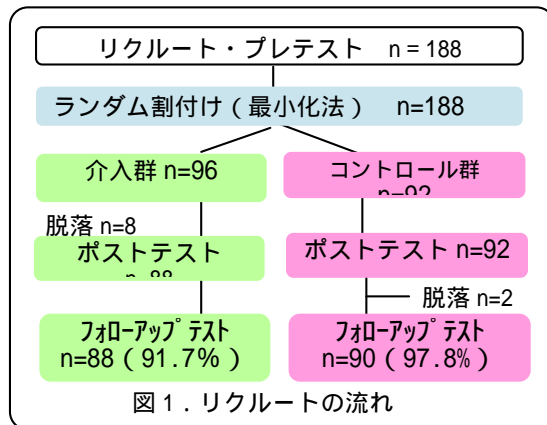 リクルート・プレテスト n = 188
ランダム割付け（最小化法） n=188
介入群 n=96
コントロール群
n=92
脱落 n=8
ポストテスト
n=88
ポストテスト n=92
脱落 n=2
フォローアップテスト
n=88（91.7%）
フォローアップテスト
n=90（97.8%）
図1．リクルートの流れ